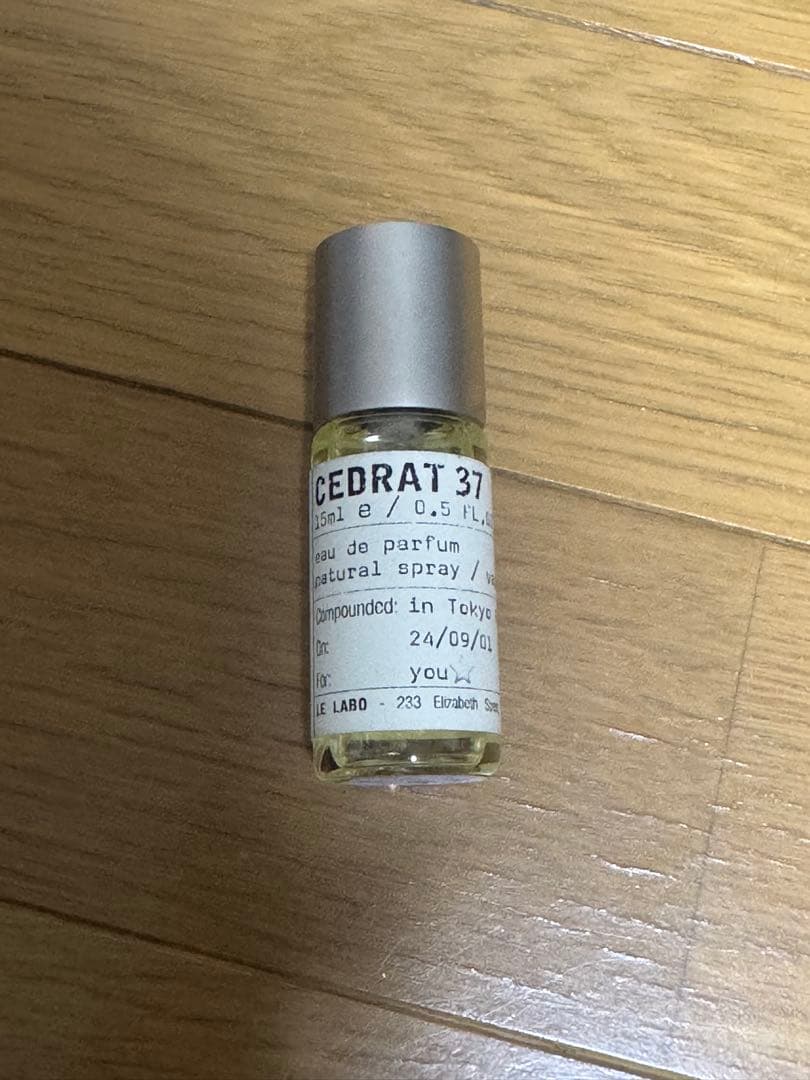 CEDRAT 37
15ml e / 0.5 FL.
eau de parfum
natural spray /
Compounded: in Tokyo
On: 24/09/01
For: you☆
LE LABO - 233 Elizabeth